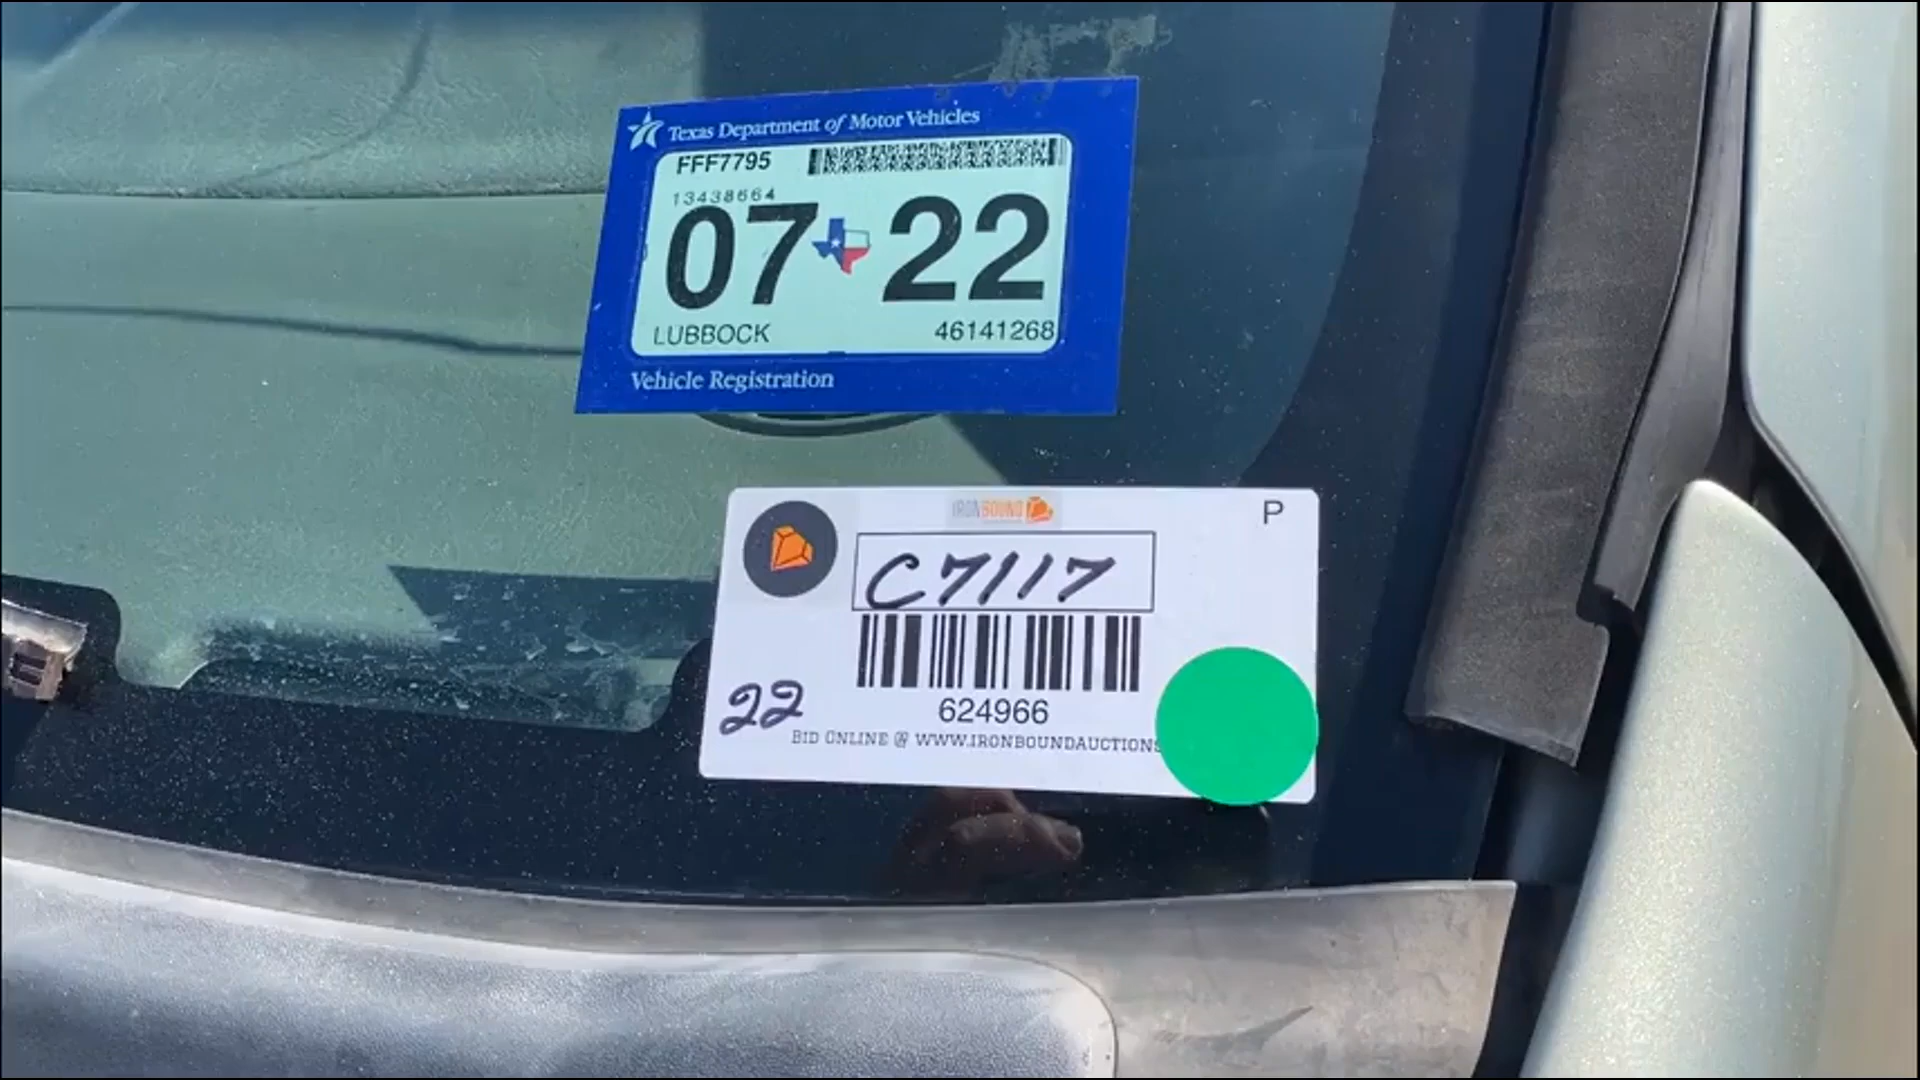 Texas Department of Motor Vehicles
FFF7795
13438664
07 22
LUBBOCK 46141268
Vehicle Registration
IRONBOUND
P
C7117
624966
22
BID ONLINE @ WWW.IRONBOUNDAUCTIONS